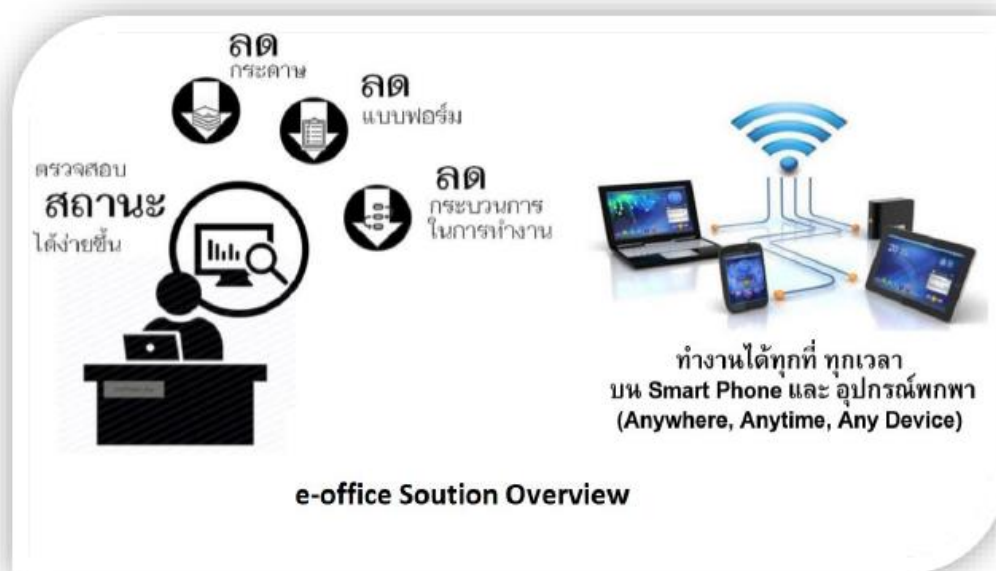 ลด
กระดาษ
ลด
แบบฟอร์ม
ลด
กระบวนการ
ในการทำงาน
ตรวจสอบ
สถานะ
ได้ง่ายขึ้น
ทำงานได้ทุกที่ ทุกเวลา
บน Smart Phone และ อุปกรณ์พกพา
(Anywhere, Anytime, Any Device)
e-office Soution Overview